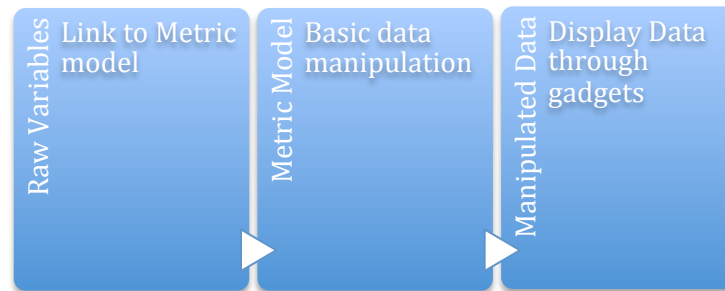 Raw Variables
Link to Metric
model
Metric Model
Basic data
manipulation
Manipulated Data
Display Data
through
gadgets